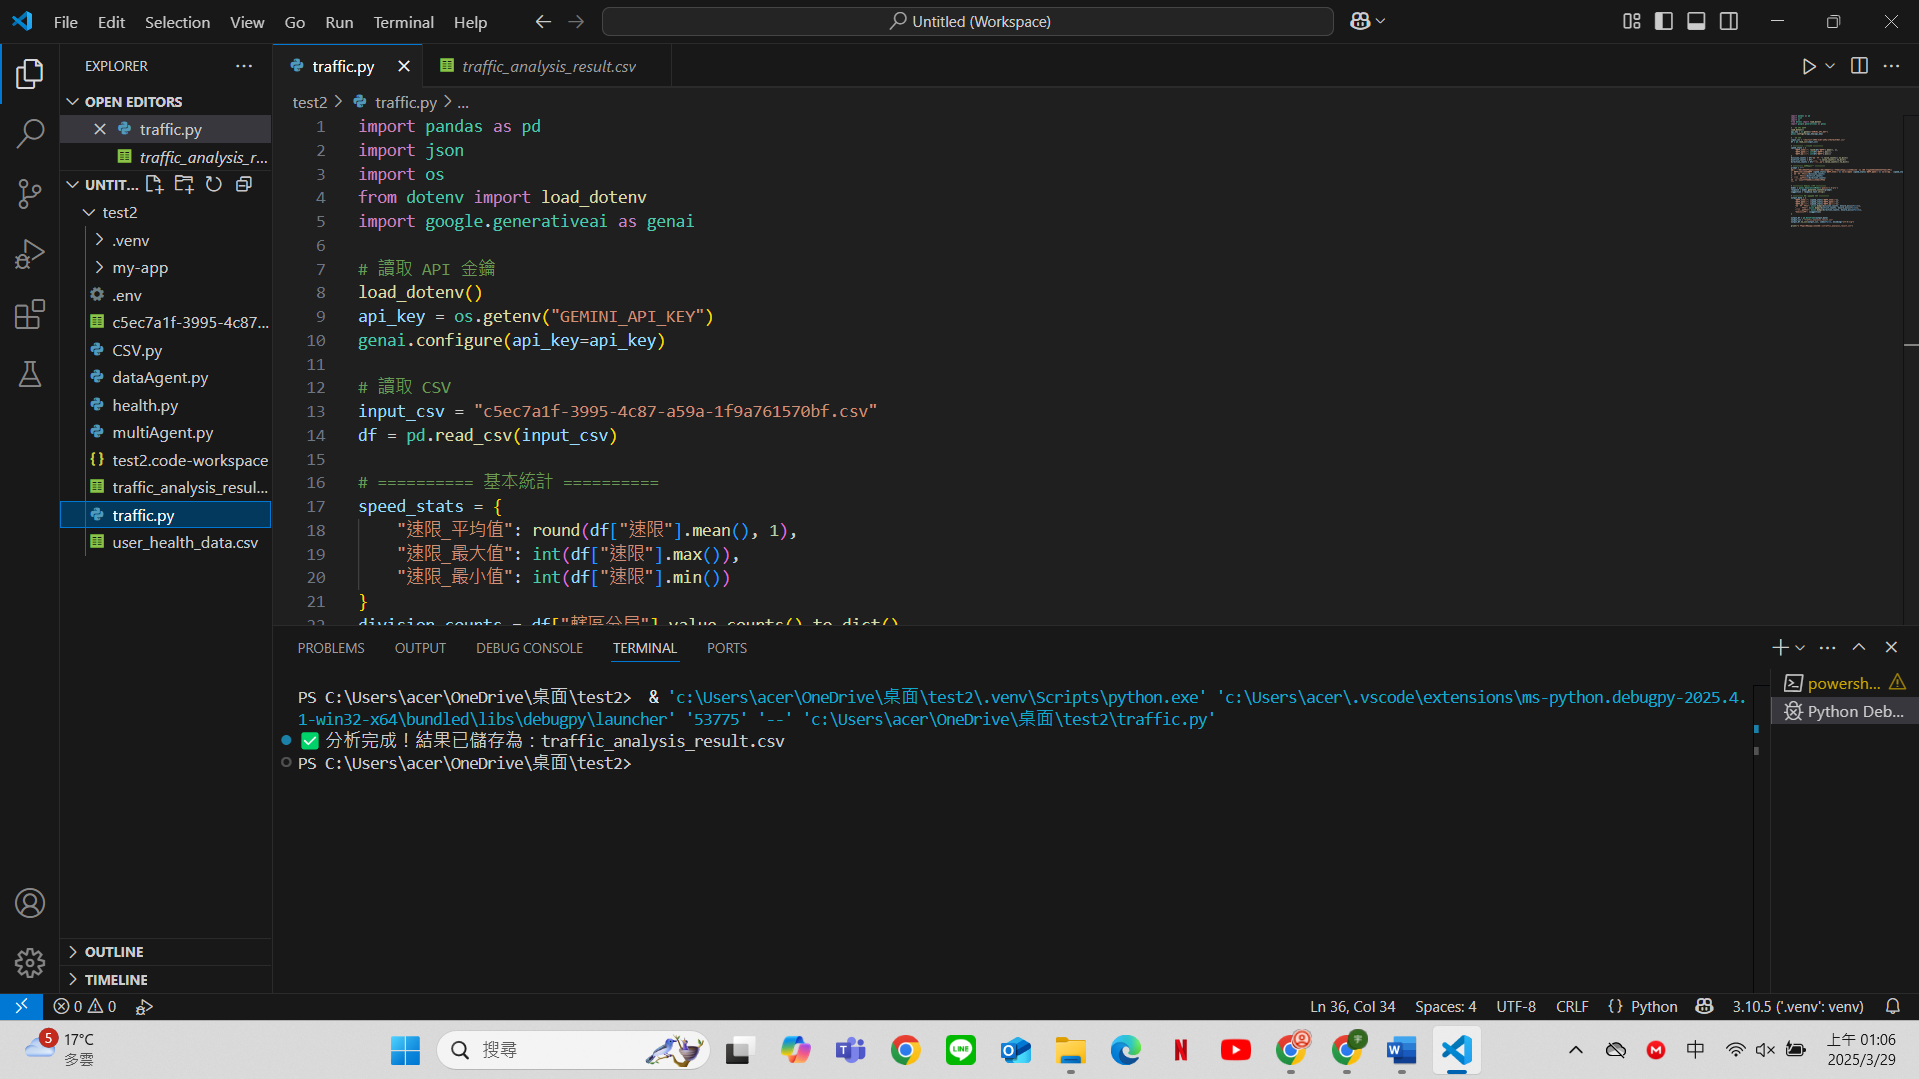 File Edit Selection View Go Run Terminal Help
Untitled (Workspace)
EXPLORER
OPEN EDITORS
traffic.py
traffic_analysis_r...
UNTIT...
test2
.venv
my-app
.env
c5ec7a1f-3995-4c87...
CSV.py
dataAgent.py
health.py
multiAgent.py
test2.code-workspace
traffic_analysis_resul...
traffic.py
user_health_data.csv
OUTLINE
TIMELINE
traffic.py
traffic_analysis_result.csv
test2 > traffic.py > ...
1 import pandas as pd
2 import json
3 import os
4 from dotenv import load_dotenv
5 import google.generativeai as genai
6
7 # 讀取 API 金鑰
8 load_dotenv()
9 api_key = os.getenv("GEMINI_API_KEY")
10 genai.configure(api_key=api_key)
11
12 # 讀取 CSV
13 input_csv = "c5ec7a1f-3995-4c87-a59a-1f9a761570bf.csv"
14 df = pd.read_csv(input_csv)
15
16 # ========== 基本統計 ==========
17 speed_stats = {
18 "速限_平均值": round(df["速限"].mean(), 1),
19 "速限_最大值": int(df["速限"].max()),
20 "速限_最小值": int(df["速限"].min())
21 }
22 division_counts = df["轄區分局"].value_counts().to_dict()
PROBLEMS OUTPUT DEBUG CONSOLE TERMINAL PORTS
PS C:\Users\acer\OneDrive\桌面\test2> & 'c:\Users\acer\OneDrive\桌面\test2\.venv\Scripts\python.exe' 'c:\Users\acer\.vscode\extensions\ms-python.debugpy-2025.4.
1-win32-x64\bundled\libs\debugpy\launcher' '53775' '--' 'c:\Users\acer\OneDrive\桌面\test2\traffic.py'
✅ 分析完成！結果已儲存為：traffic_analysis_result.csv
PS C:\Users\acer\OneDrive\桌面\test2>
powersh...
Python Deb...
0 0
Ln 36, Col 34 Spaces: 4 UTF-8 CRLF {} Python 3.10.5 ('.venv': venv)
5
17°C
多雲
搜尋
中
上午 01:06
2025/3/29